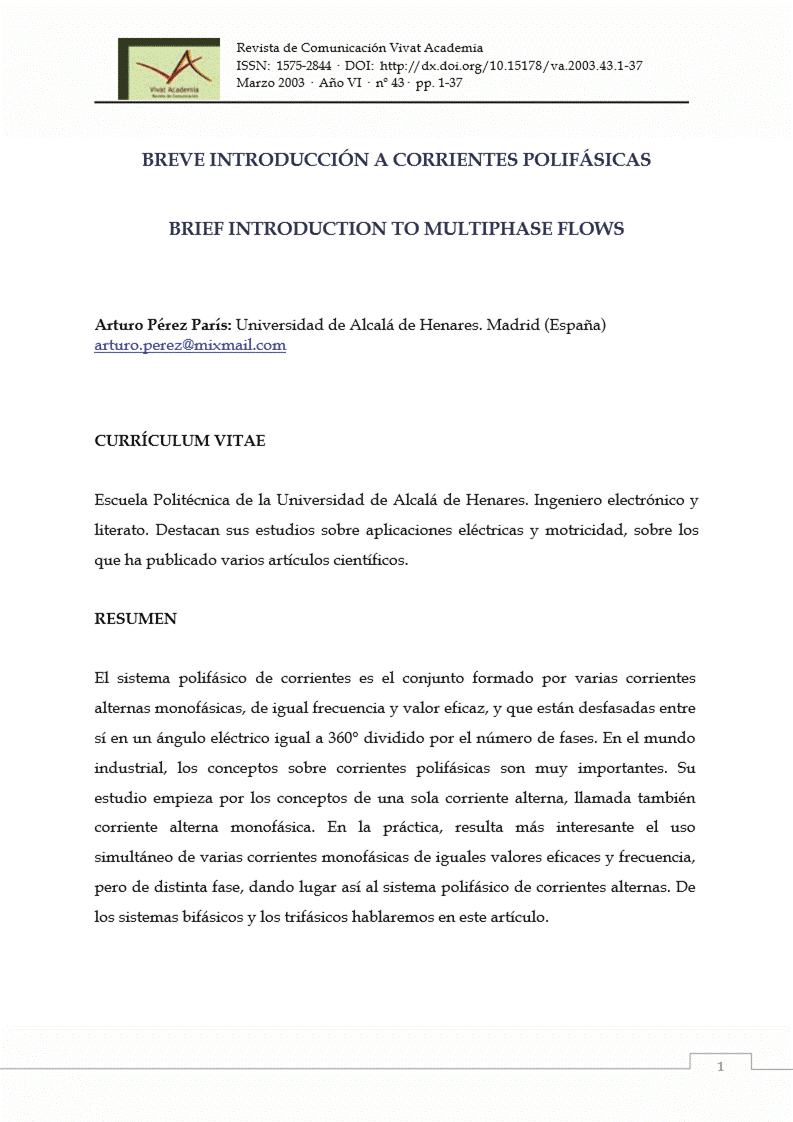 Revista de Comunicación Vivat Academia
ISSN: 1575-2844 · DOI: http://dx.doi.org/10.15178/va.2003.43.1-37
Marzo 2003 · Año VI · nº 43· pp. 1-37
Vivat Academia
Revista de Comunicación
BREVE INTRODUCCIÓN A CORRIENTES POLIFÁSICAS
BRIEF INTRODUCTION TO MULTIPHASE FLOWS
Arturo Pérez París: Universidad de Alcalá de Henares. Madrid (España)
arturo.perez@mixmail.com
CURRÍCULUM VITAE
Escuela Politécnica de la Universidad de Alcalá de Henares. Ingeniero electrónico y
literato. Destacan sus estudios sobre aplicaciones eléctricas y motricidad, sobre los
que ha publicado varios artículos científicos.
RESUMEN
El sistema polifásico de corrientes es el conjunto formado por varias corrientes
alternas monofásicas, de igual frecuencia y valor eficaz, y que están desfasadas entre
sí en un ángulo eléctrico igual a 360° dividido por el número de fases. En el mundo
industrial, los conceptos sobre corrientes polifásicas son muy importantes. Su
estudio empieza por los conceptos de una sola corriente alterna, llamada también
corriente alterna monofásica. En la práctica, resulta más interesante el uso
simultáneo de varias corrientes monofásicas de iguales valores eficaces y frecuencia,
pero de distinta fase, dando lugar así al sistema polifásico de corrientes alternas. De
los sistemas bifásicos y los trifásicos hablaremos en este artículo.
1